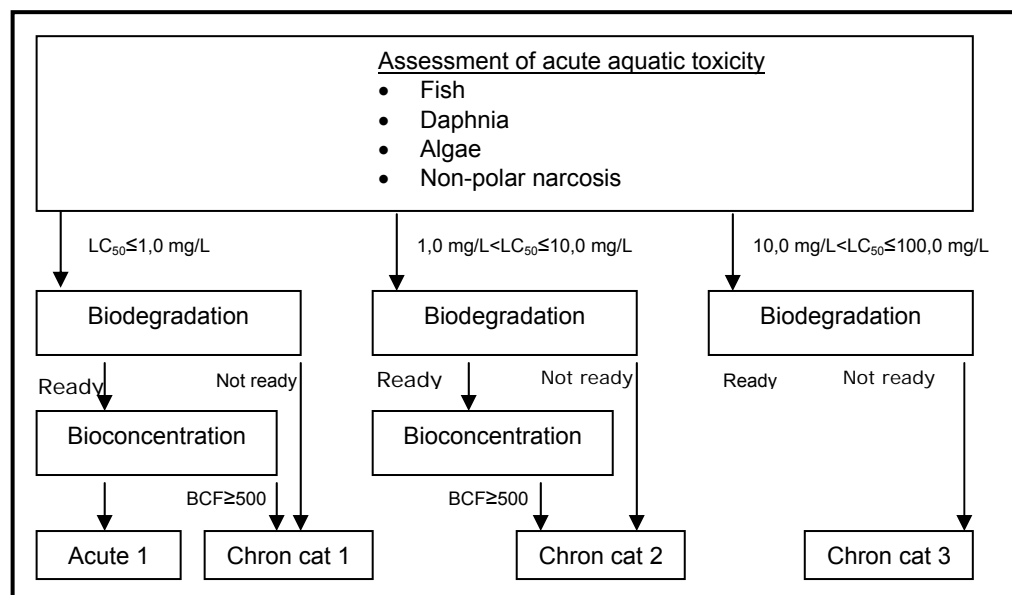 Assessment of acute aquatic toxicity
• Fish
• Daphnia
• Algae
• Non-polar narcosis
LC₅₀≤1,0 mg/L
1,0 mg/L<LC₅₀≤10,0 mg/L
10,0 mg/L<LC₅₀≤100,0 mg/L
Biodegradation
Biodegradation
Biodegradation
Ready
Not ready
Ready
Not ready
Ready
Not ready
Bioconcentration
Bioconcentration
BCF≥500
BCF≥500
Acute 1
Chron cat 1
Chron cat 2
Chron cat 3